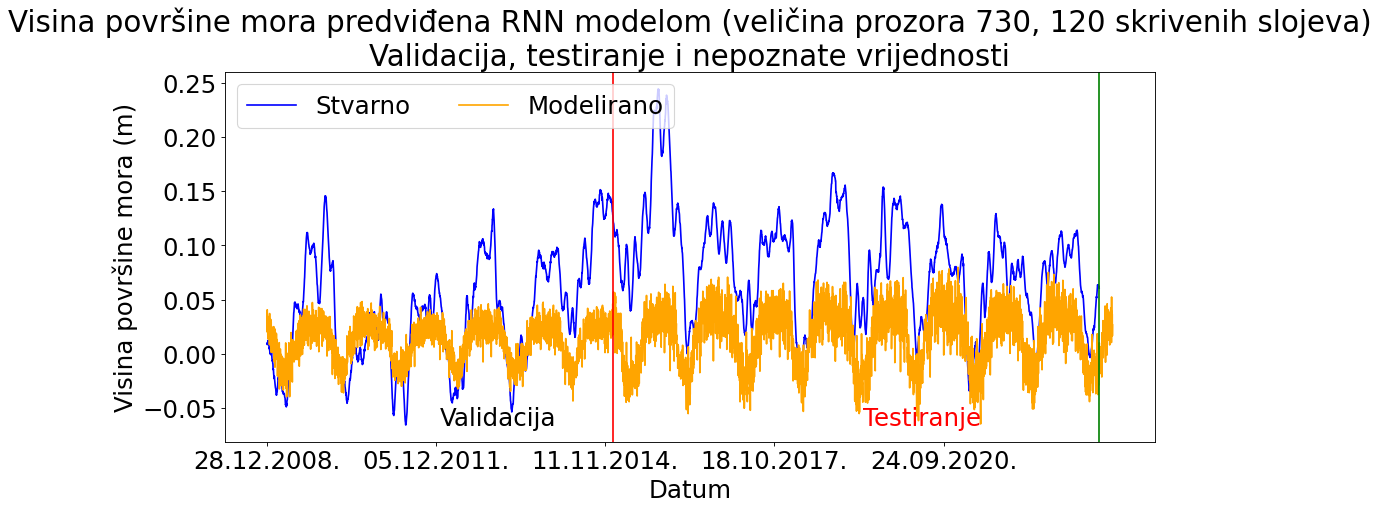 Visina površine mora predviđena RNN modelom (veličina prozora 730, 120 skrivenih slojeva)
Validacija, testiranje i nepoznate vrijednosti
Stvarno
Modelirano
Visina površine mora (m)
0.25
0.20
0.15
0.10
0.05
0.00
−0.05
Validacija
Testiranje
28.12.2008.
05.12.2011.
11.11.2014.
18.10.2017.
24.09.2020.
Datum